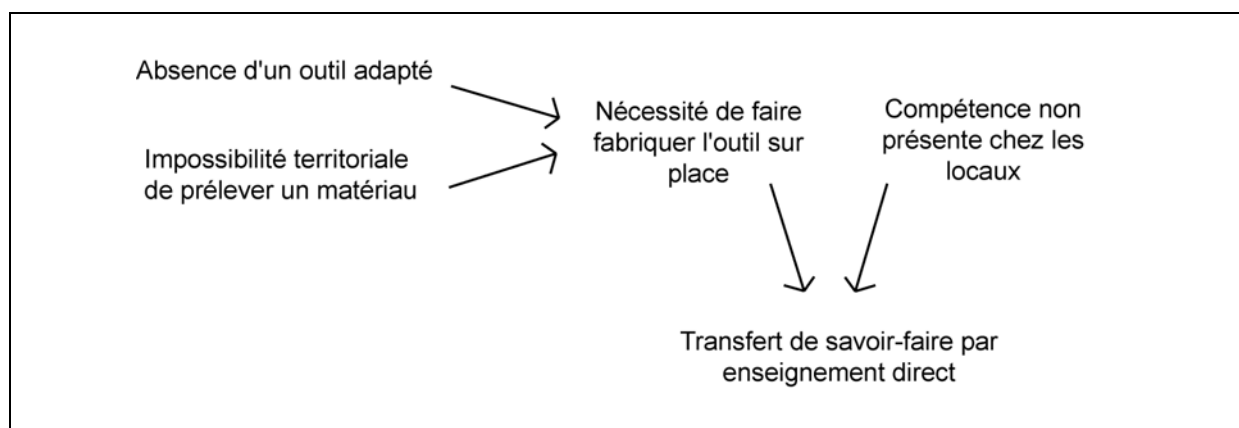 Absence d'un outil adapté
Impossibilité territoriale
de prélever un matériau
Nécessité de faire
fabriquer l'outil sur
place
Compétence non
présente chez les
locaux
Transfert de savoir-faire par
enseignement direct